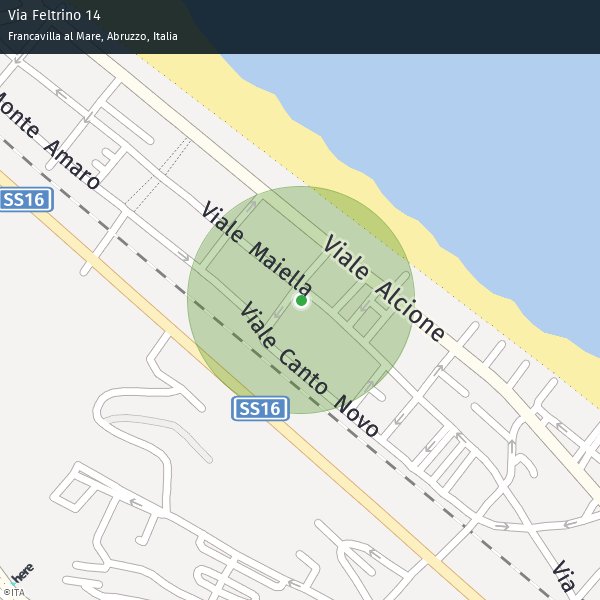 Via Feltrino 14
Francavilla al Mare, Abruzzo, Italia
Monte Amaro
SS16
Viale Maiella
Viale Alcione
Viale Canto Novo
SS16
Via
here
©ITA